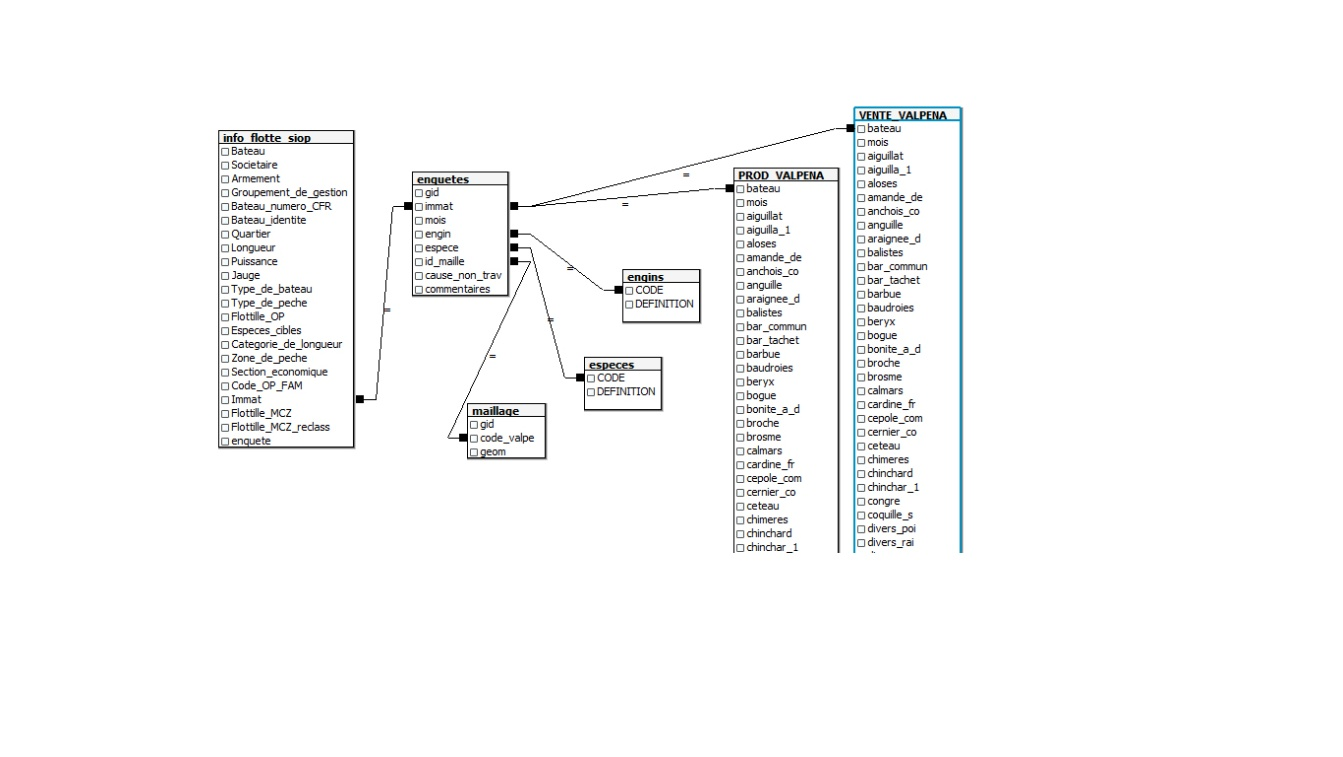 info_flotte_siop
Bateau
Societaire
Armement
Groupement_de_gestion
Bateau_numero_CFR
Bateau_identite
Quartier
Longueur
Puissance
Jauge
Type_de_bateau
Type_de_peche
Flottille_OP
Especes_cibles
Categorie_de_longueur
Zone_de_peche
Section_economique
Code_OP_FAM
Immat
Flottille_MCZ
Flottille_MCZ_reclass
enquete
=
enquetes
gid
immat
mois
engin
espece
id_maille
cause_non_trav
commentaires
=
=
=
=
=
maillage
gid
code_valpe
geom
especes
CODE
DEFINITION
engins
CODE
DEFINITION
PROD_VALPENA
bateau
mois
aiguillat
aiguilla_1
aloses
amande_de
anchois_co
anguille
araignee_d
balistes
bar_commun
bar_tachet
barbue
baudroies
beryx
bogue
bonite_a_d
broche
brosme
calmars
cardine_fr
cepole_com
cernier_co
ceteau
chimeres
chinchard
chinchar_1
VENTE_VALPENA
bateau
mois
aiguillat
aiguilla_1
aloses
amande_de
anchois_co
anguille
araignee_d
balistes
bar_commun
bar_tachet
barbue
baudroies
beryx
bogue
bonite_a_d
broche
brosme
calmars
cardine_fr
cepole_com
cernier_co
ceteau
chimeres
chinchard
chinchar_1
congre
coquille_s
divers_poi
divers_rai